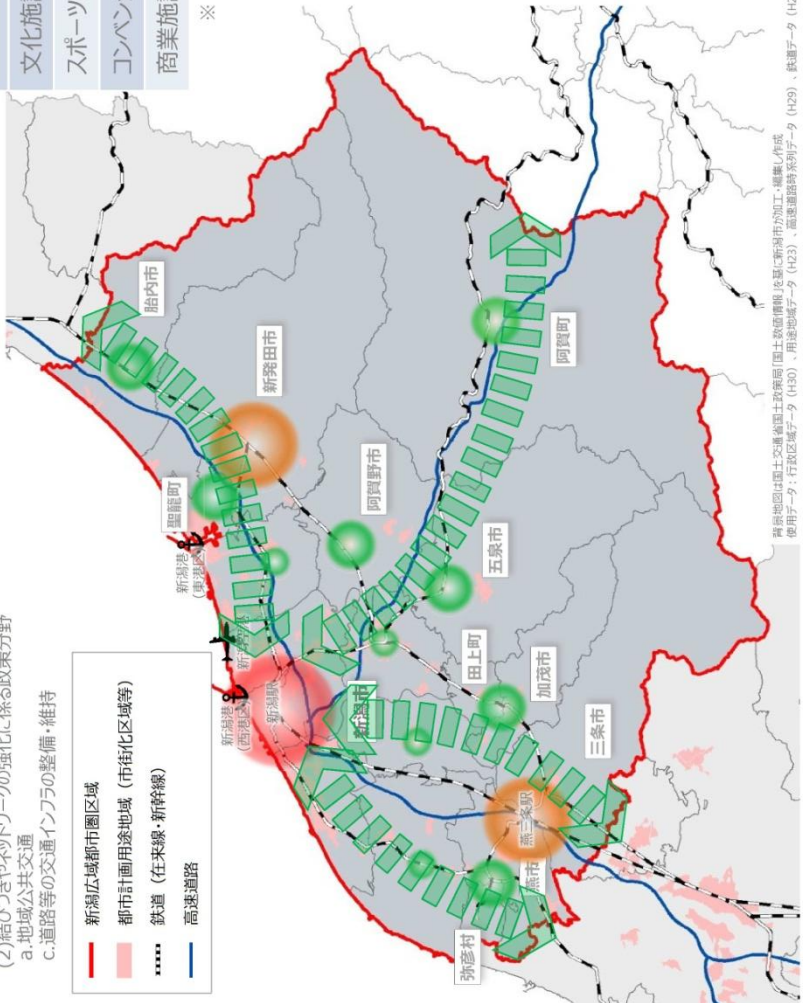 (2)結びつきやネットワークの強化に係る政策分野
a.地域公共交通
c.道路等の交通インフラの整備・維持
文化施設
スポーツ
コンベン
商業施設
※
新潟広域都市圏区域
都市計画用途地域（市街化区域等）
鉄道（在来線・新幹線）
高速道路
胎内市
新発田市
聖籠町
新潟港
（東港区）
新潟港
（西港区）
新潟駅
新潟市
阿賀野市
阿賀町
五泉市
田上町
加茂市
三条市
燕三条駅
燕市
弥彦村
背景地図は国土交通省国土政策局「国土数値情報」を基に新潟市が加工・編集し作成
使用データ：行政区域データ（H30）、用途地域データ（H23）、高速道路時系列データ（H29）、鉄道データ（H2